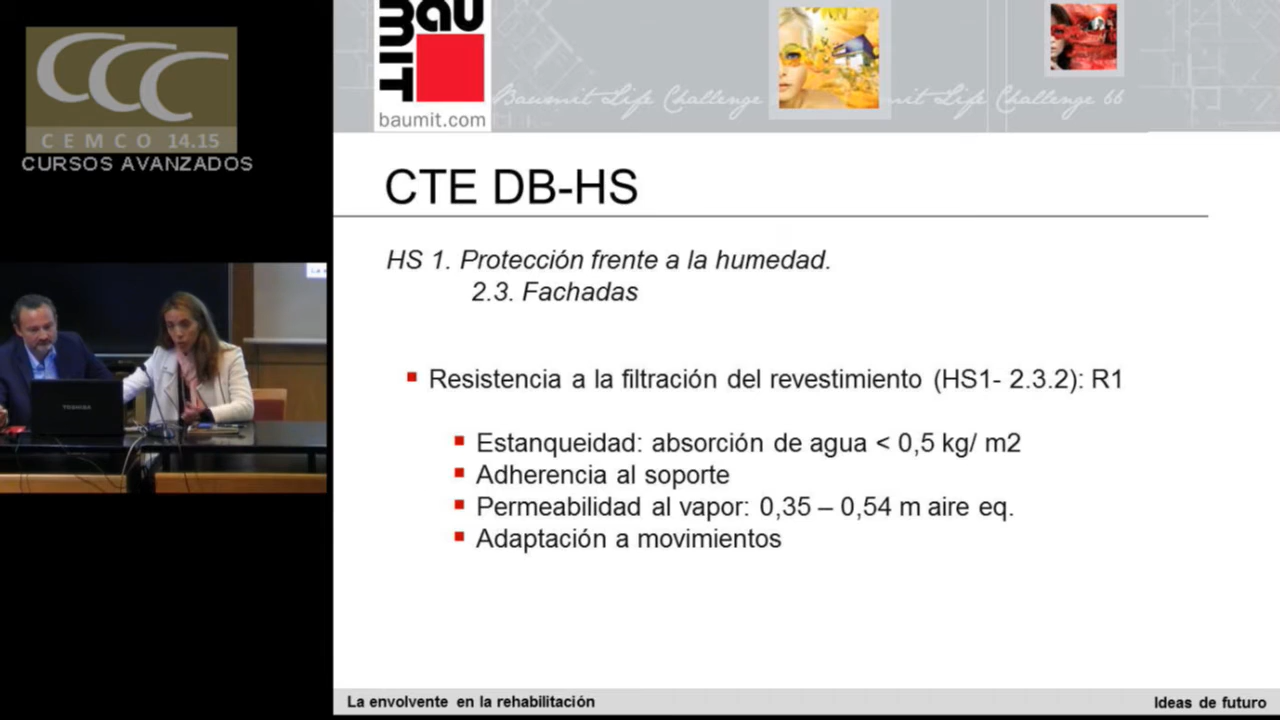 CCC
CEMCO 14.15
CURSOS AVANZADOS
bau
mit
baumit.com
Baumit Life Challenge
mit Life Challenge 66
CTE DB-HS
HS 1. Protección frente a la humedad.
2.3. Fachadas
Resistencia a la filtración del revestimiento (HS1- 2.3.2): R1
Estanqueidad: absorción de agua < 0,5 kg/ m2
Adherencia al soporte
Permeabilidad al vapor: 0,35 – 0,54 m aire eq.
Adaptación a movimientos
TOSHIBA
La envolvente en la rehabilitación
Ideas de futuro